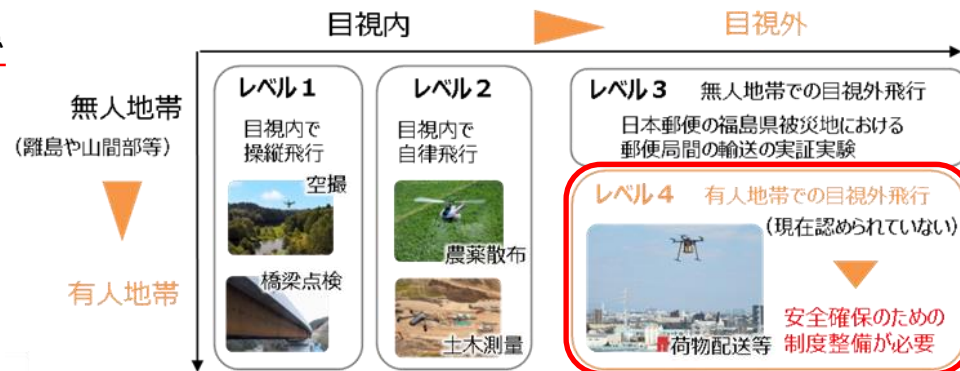 目視内
目視外
無人地帯
(離島や山間部等)
有人地帯
レベル1
目視内で
操縦飛行
空撮
橋梁点検
レベル2
目視内で
自律飛行
農薬散布
土木測量
レベル3 無人地帯での目視外飛行
日本郵便の福島県被災地における
郵便局間の輸送の実証実験
レベル4 有人地帯での目視外飛行
(現在認められていない)
荷物配送等
安全確保のための
制度整備が必要